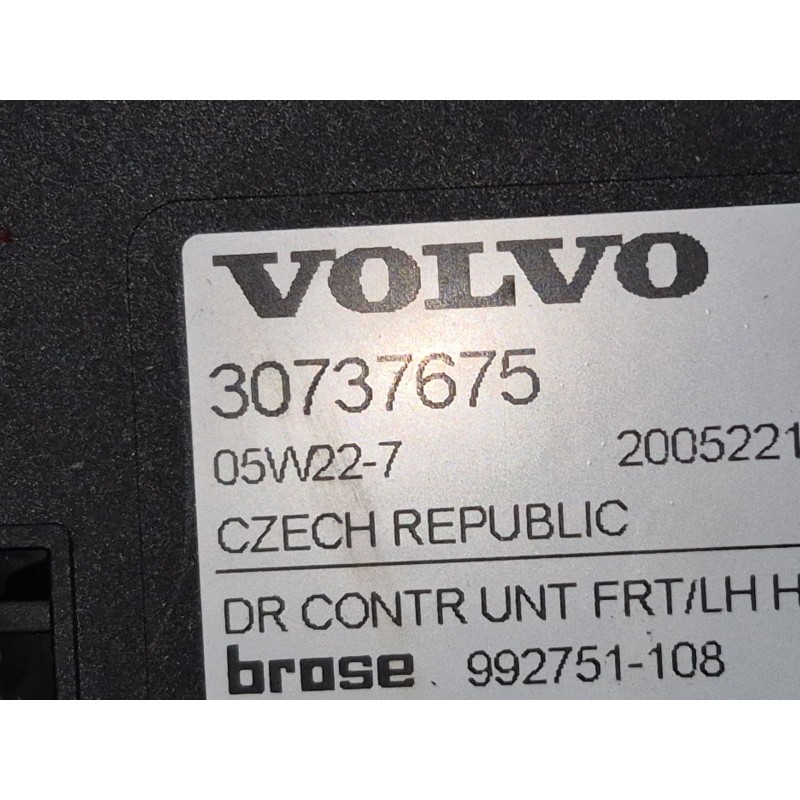 VOLVO
30737675
05W22-7 2005221
CZECH REPUBLIC
DR CONTR UNT FRT/LH H
brose 992751-108